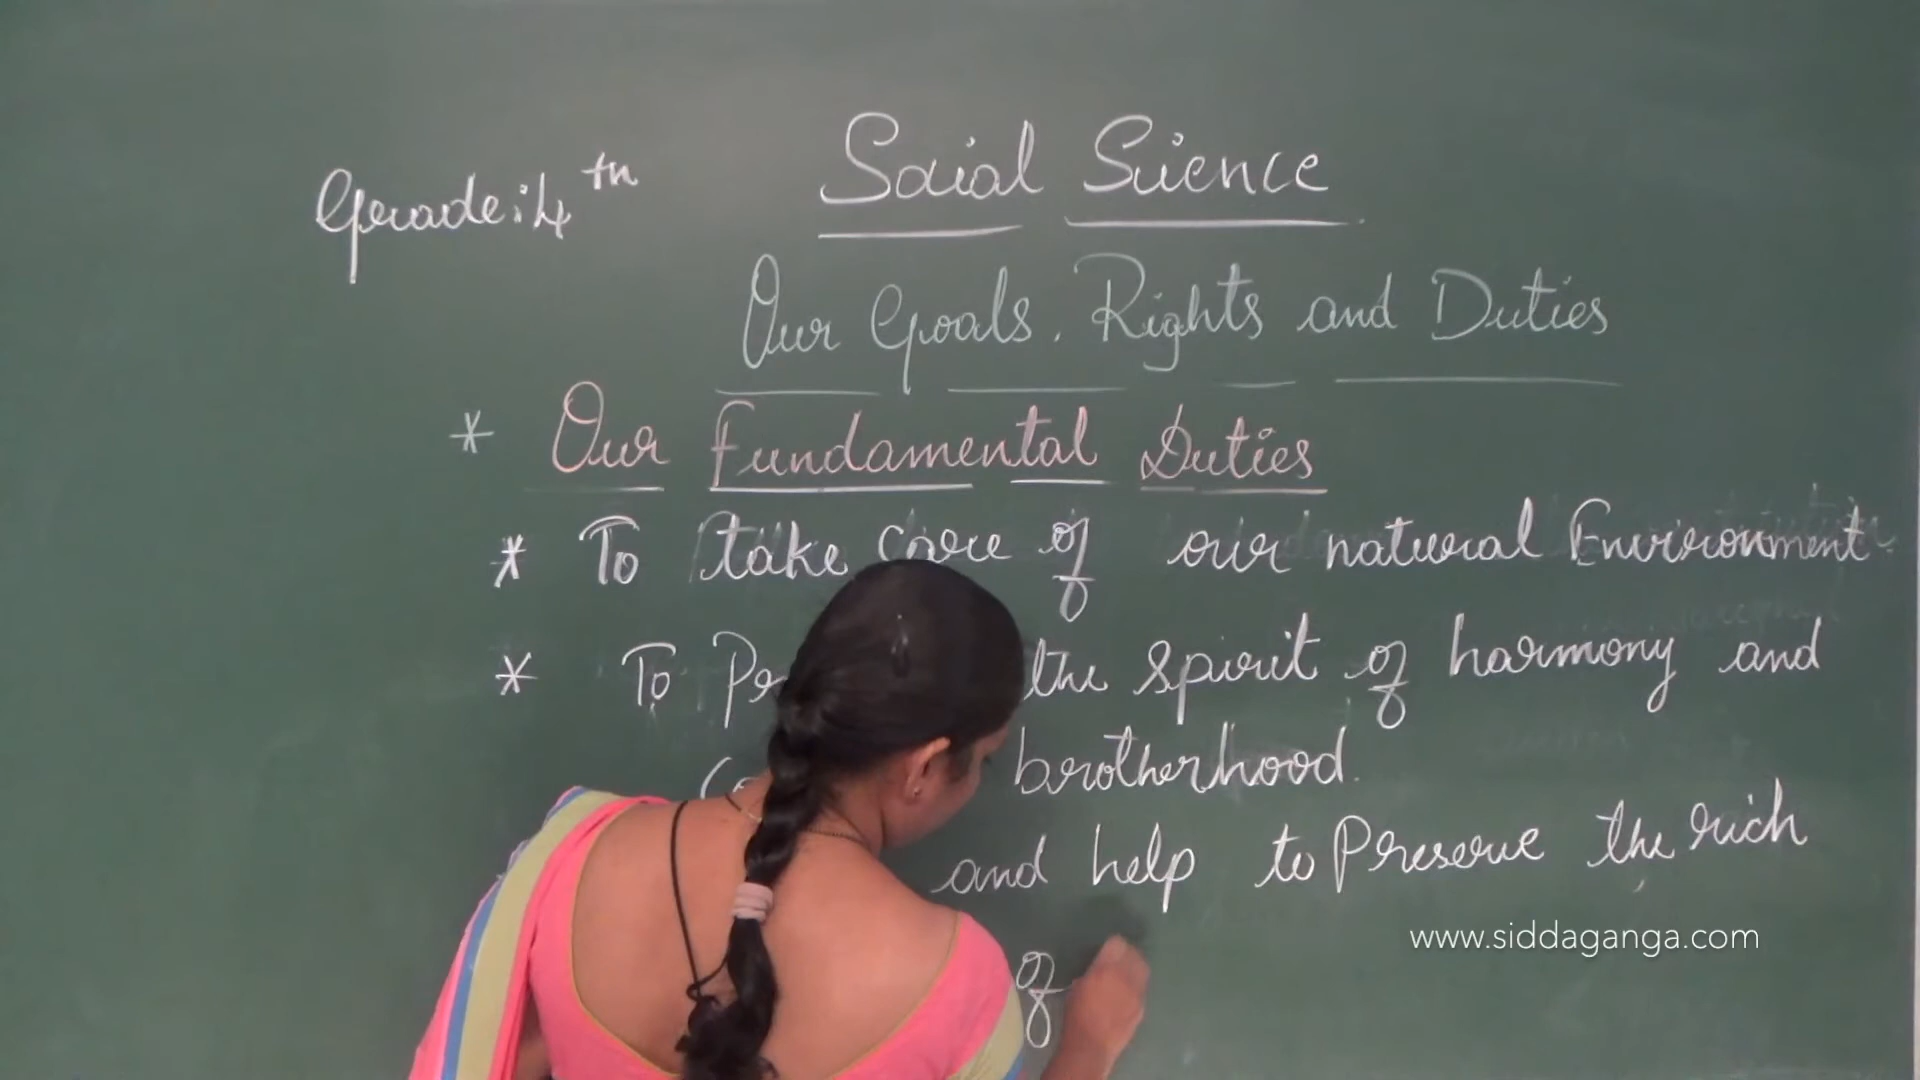 Social Science
Grade: 4th
Our Goals, Rights and Duties
* Our Fundamental Duties
* To take care of our natural Environment.
* To the spirit of harmony and
brotherhood.
and help to Preserve the rich
of
www.siddaganga.com